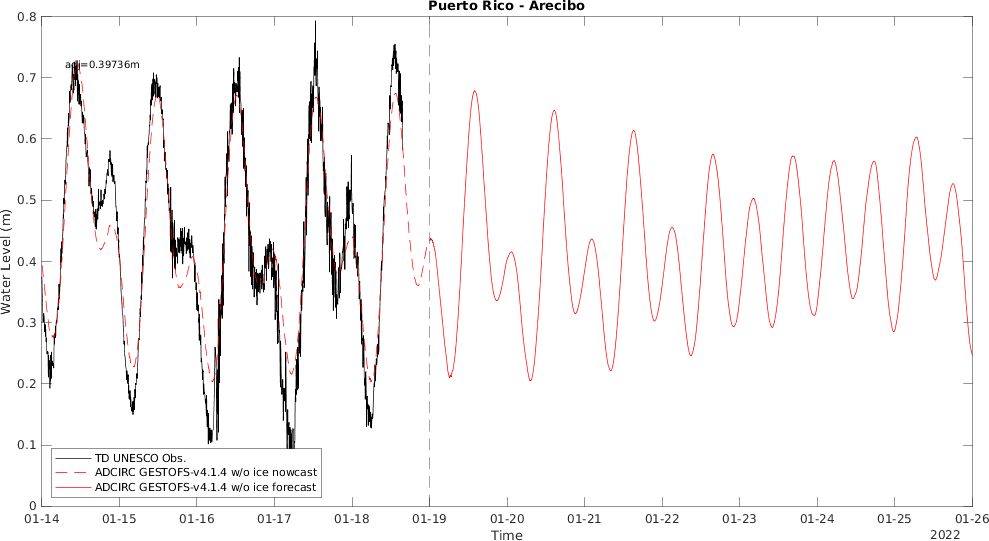 Puerto Rico - Arecibo
0.8
0.7
0.6
0.5
0.4
0.3
0.2
0.1
0
Water Level (m)
adj=0.39736m
TD UNESCO Obs.
ADCIRC GESTOFS-v4.1.4 w/o ice nowcast
ADCIRC GESTOFS-v4.1.4 w/o ice forecast
01-14 01-15 01-16 01-17 01-18 01-19 01-20 01-21 01-22 01-23 01-24 01-25 01-26
Time
2022